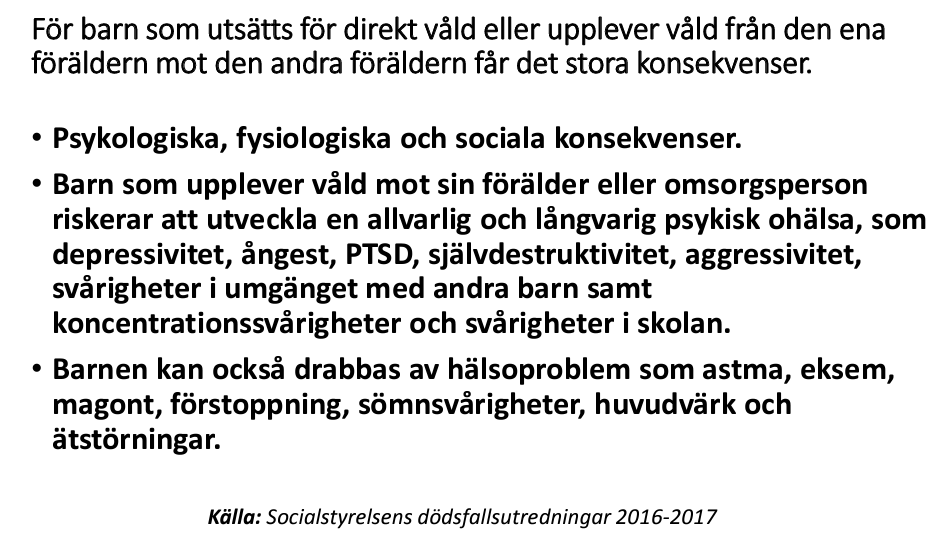 För barn som utsätts för direkt våld eller upplever våld från den ena
föräldern mot den andra föräldern får det stora konsekvenser.
• Psykologiska, fysiologiska och sociala konsekvenser.
• Barn som upplever våld mot sin förälder eller omsorgsperson
riskerar att utveckla en allvarlig och långvarig psykisk ohälsa, som
depressivitet, ångest, PTSD, självdestruktivitet, aggressivitet,
svårigheter i umgänget med andra barn samt
koncentrationssvårigheter och svårigheter i skolan.
• Barnen kan också drabbas av hälsoproblem som astma, eksem,
magont, förstoppning, sömnsvårigheter, huvudvärk och
ätstörningar.
Källa: Socialstyrelsens dödsfallsutredningar 2016-2017